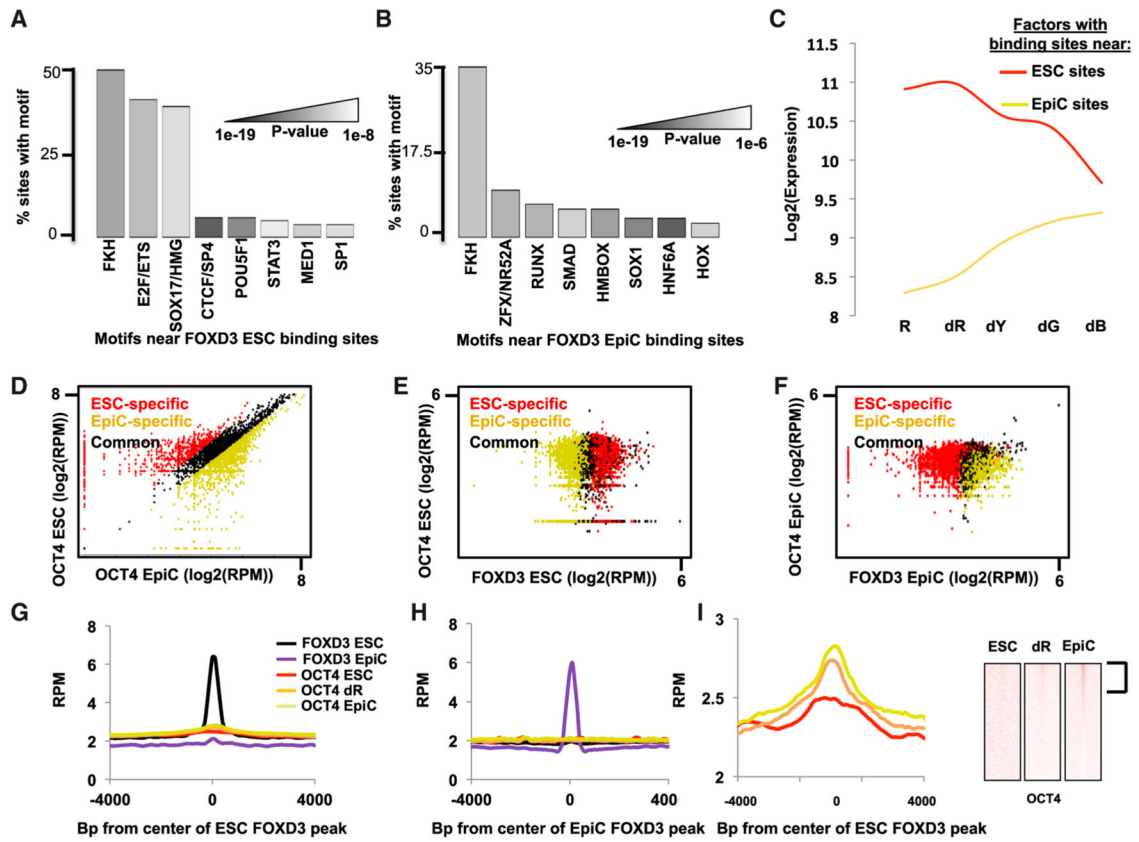 A
% sites with motif
50
25
0
1e-19
P-value
1e-8
FKH
E2F/ETS
SOX17/HMG
CTCF/SP4
POU5F1
STAT3
MED1
SP1
Motifs near FOXD3 ESC binding sites
B
% sites with motif
35
17.5
0
1e-19
P-value
1e-6
FKH
ZFX/NR52A
RUNX
SMAD
HMBOX
SOX1
HNF6A
HOX
Motifs near FOXD3 EpiC binding sites
C
Factors with
binding sites near:
ESC sites
EpiC sites
Log2(Expression)
11.5
11
10.5
10
9.5
9
8.5
8
R dR dY dG dB
D
8
ESC-specific
EpiC-specific
Common
OCT4 ESC (log2(RPM))
OCT4 EpiC (log2(RPM))
8
E
6
ESC-specific
EpiC-specific
Common
OCT4 ESC (log2(RPM))
FOXD3 ESC (log2(RPM))
6
F
6
ESC-specific
EpiC-specific
Common
OCT4 EpiC (log2(RPM))
FOXD3 EpiC (log2(RPM))
6
G
RPM
8
6
4
2
0
FOXD3 ESC
FOXD3 EpiC
OCT4 ESC
OCT4 dR
OCT4 EpiC
-4000 0 4000
Bp from center of ESC FOXD3 peak
H
RPM
8
6
4
2
0
-4000 0 4000
Bp from center of EpiC FOXD3 peak
I
RPM
3
2.5
2
-4000 0 4000
Bp from center of ESC FOXD3 peak
ESC dR EpiC
OCT4